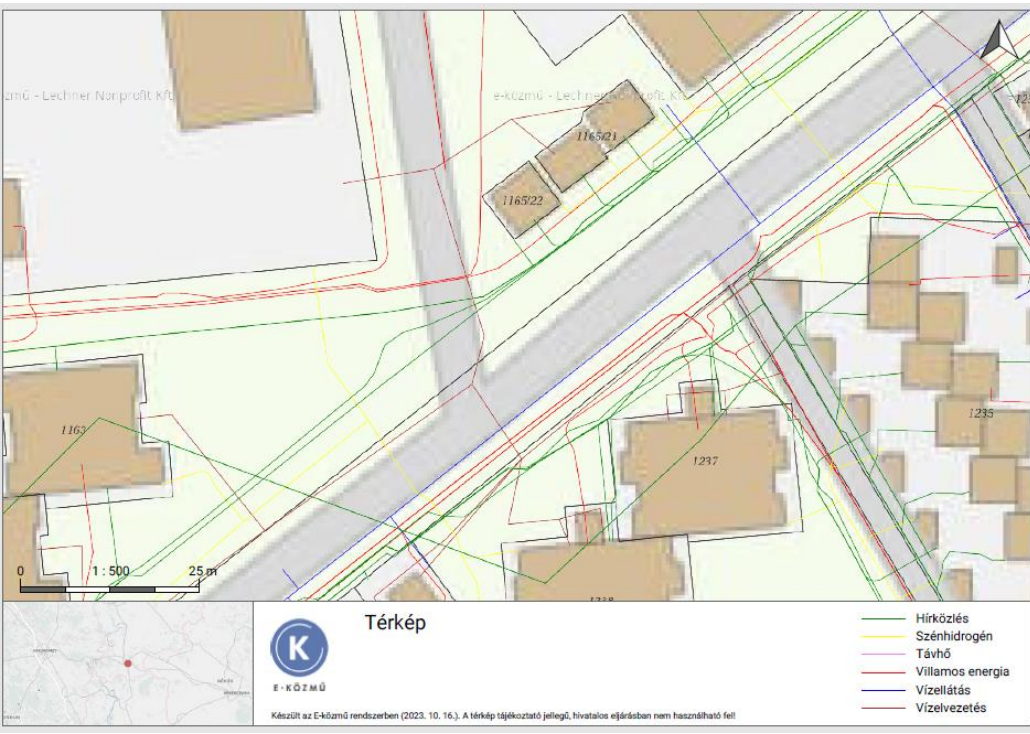 zmű - Lechner Nonprofit Kft
e-közmű - Lechner Nonprofit Kft
1165/21
1165/22
1163
1237
1235
0 1 : 500 25 m
Térkép
K
E-KÖZMŰ
Készült az E-közmű rendszerben (2023. 10. 16.). A térkép tájékoztató jellegű, hivatalos eljárásban nem használható fel!
Hírközlés
Szénhidrogén
Távhő
Villamos energia
Vízellátás
Vízelvezetés